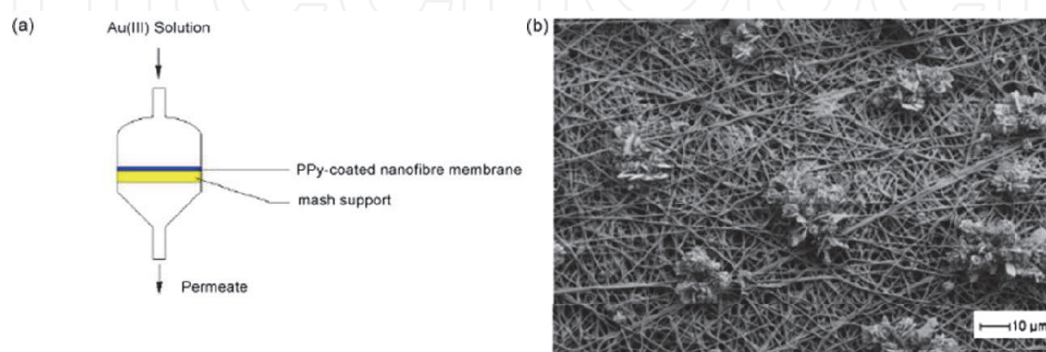 (a)
Au(III) Solution
PPy-coated nanofibre membrane
mash support
Permeate
(b)
10 µm